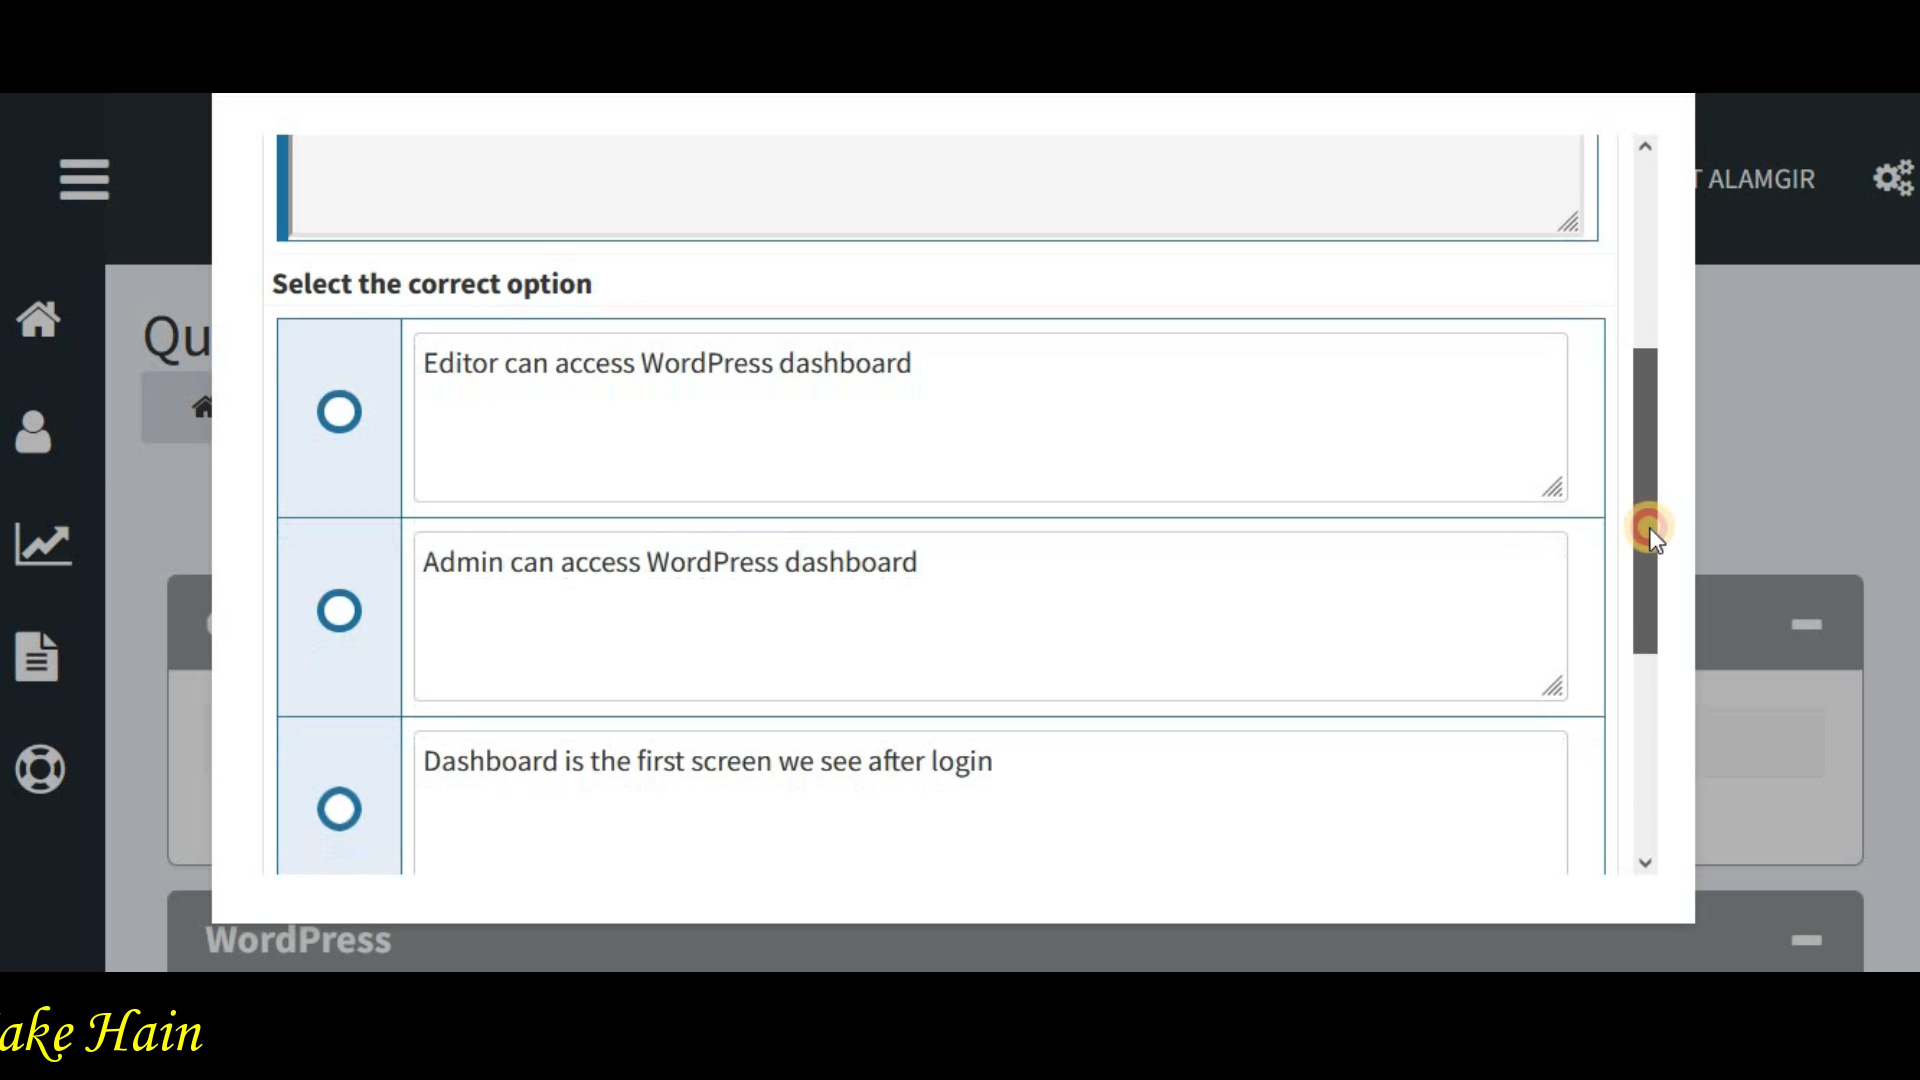 T ALAMGIR
Qu
Select the correct option
Editor can access WordPress dashboard
Admin can access WordPress dashboard
Dashboard is the first screen we see after login
WordPress
ake Hain